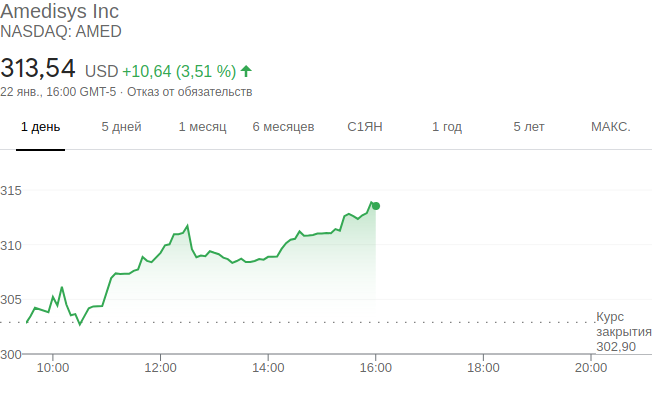 Amedisys Inc
NASDAQ: AMED
313,54 USD +10,64 (3,51 %)
22 янв., 16:00 GMT-5 · Отказ от обязательств
1 день 5 дней 1 месяц 6 месяцев С1ЯН 1 год 5 лет МАКС.
315
310
305
Курс
закрытия
302,90
300
10:00 12:00 14:00 16:00 18:00 20:00